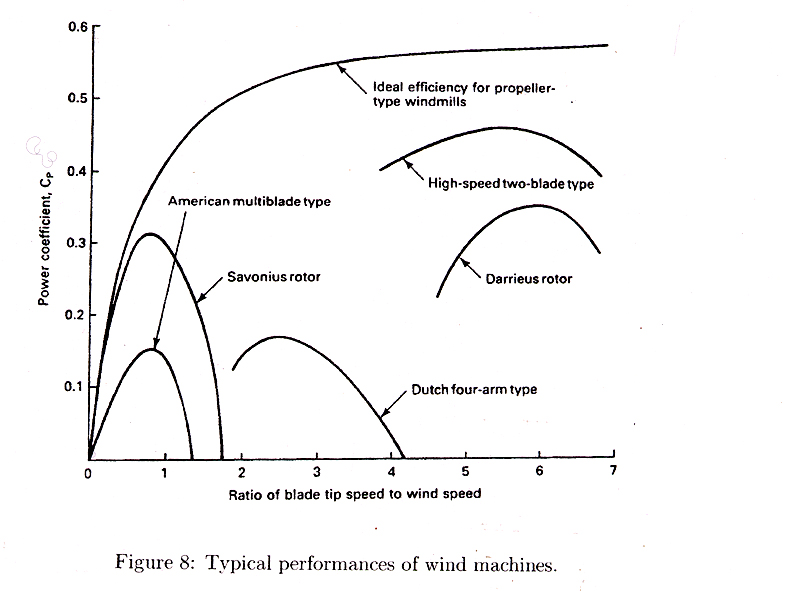 0.6
Ideal efficiency for propeller-
type windmills
0.5
High-speed two-blade type
0.4
American multiblade type
Power coefficient, CP
0.3
Savonius rotor
Darrieus rotor
0.2
0.1
Dutch four-arm type
0 1 2 3 4 5 6 7
Ratio of blade tip speed to wind speed
Figure 8: Typical performances of wind machines.